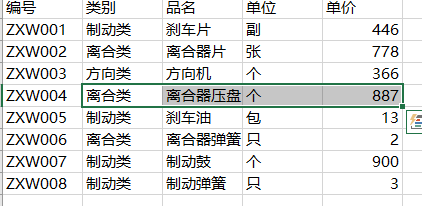 编号 类别 品名 单位 单价
ZXW001 制动类 刹车片 副 446
ZXW002 离合类 离合器片 张 778
ZXW003 方向类 方向机 个 366
ZXW004 离合类 离合器压盘 个 887
ZXW005 制动类 刹车油 包 13
ZXW006 离合类 离合器弹簧 只 2
ZXW007 制动类 制动鼓 个 900
ZXW008 制动类 制动弹簧 只 3